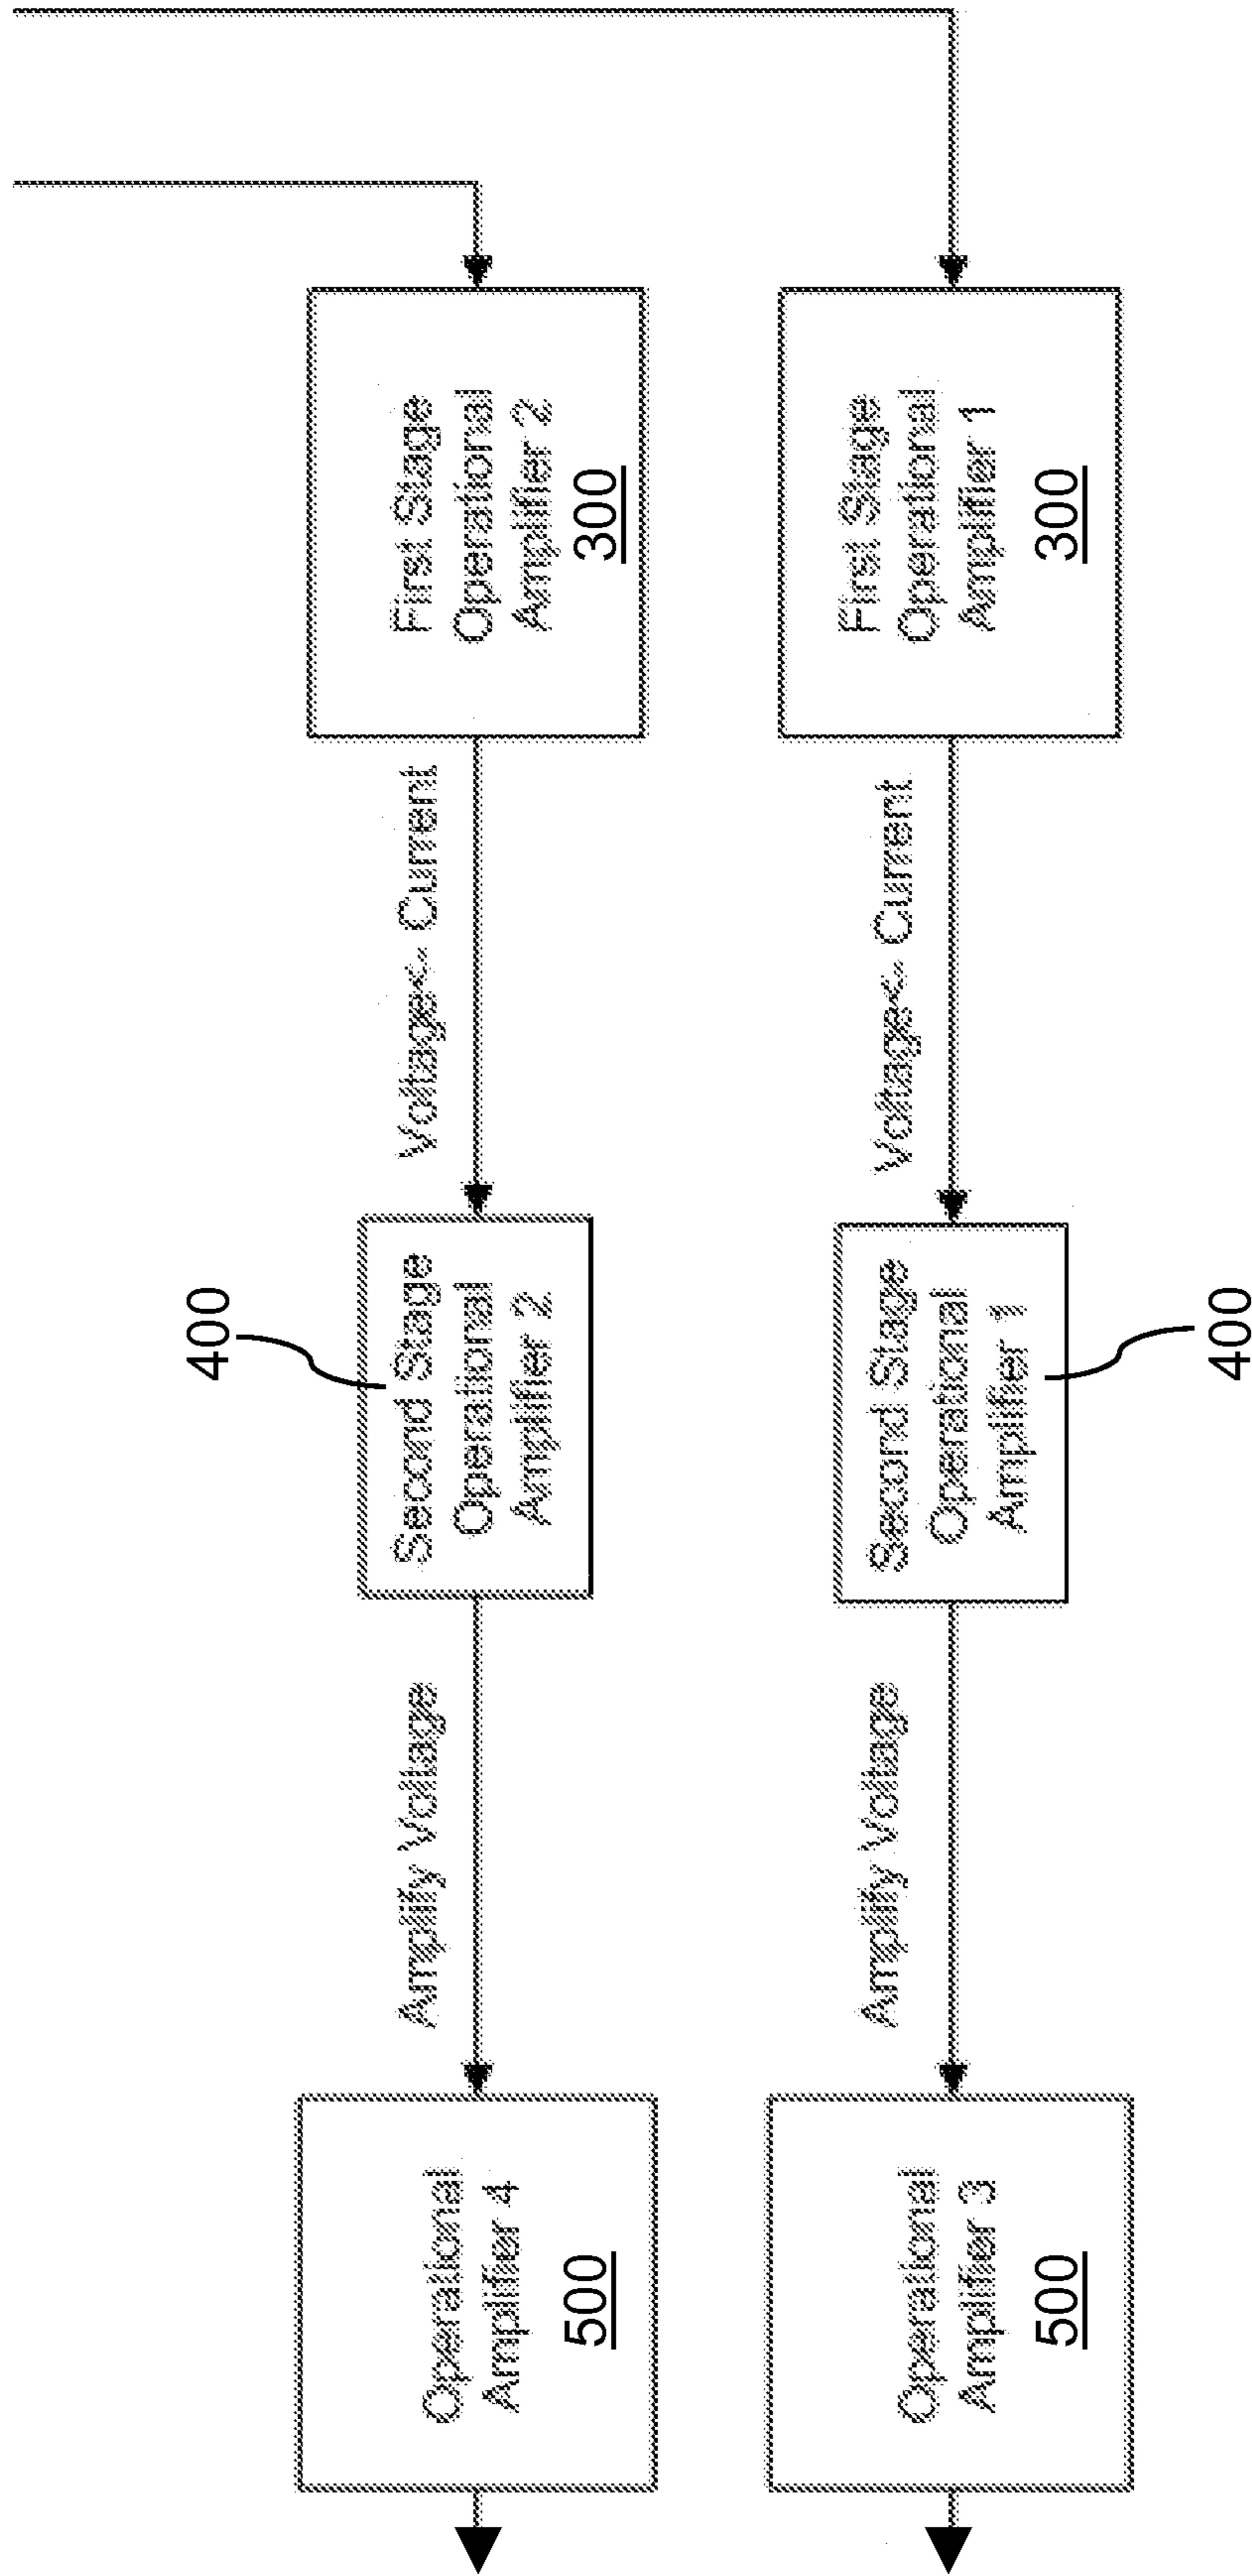 400
Operational
Amplifier 4
500
Amplify Voltage
Second Stage
Operational
Amplifier 2
Voltage<-- Current
First Stage
Operational
Amplifier 2
300
Operational
Amplifier 3
500
Amplify Voltage
Second Stage
Operational
Amplifier 1
400
Voltage<-- Current
First Stage
Operational
Amplifier 1
300